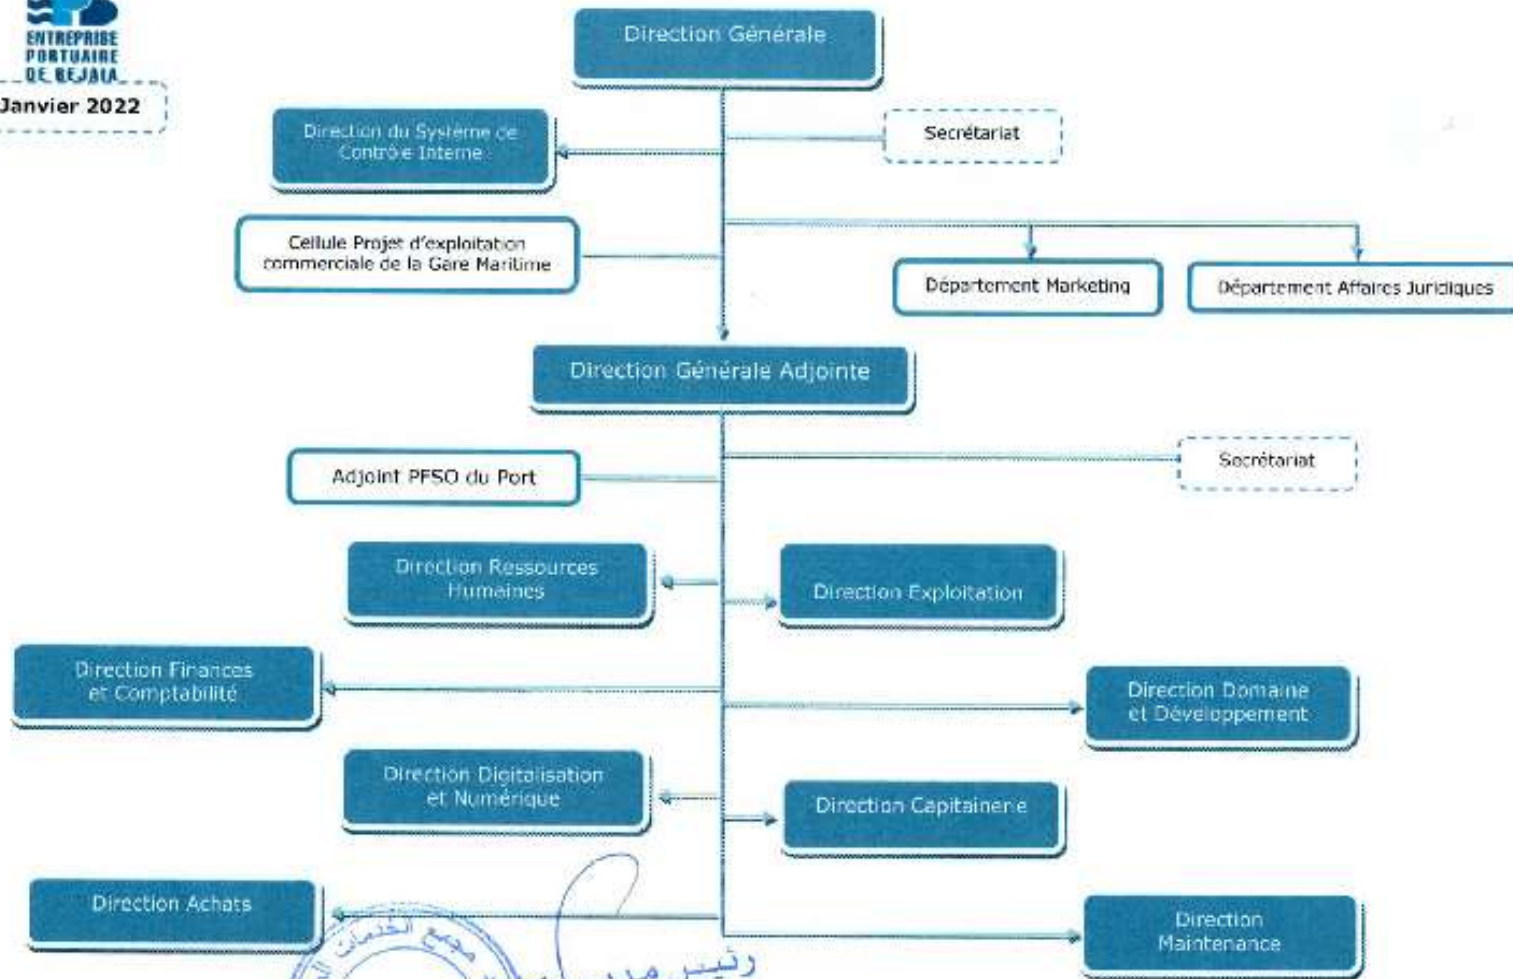 ENTREPRISE
PORTUAIRE
DE BEJAIA
Janvier 2022
Direction Générale
Direction du Système de
Contrôle Interne
Secrétariat
Cellule Projet d'exploitation
commerciale de la Gare Maritime
Département Marketing
Département Affaires Juridiques
Direction Générale Adjointe
Adjoint PFSO du Port
Secrétariat
Direction Ressources
Humaines
Direction Exploitation
Direction Finances
et Comptabilité
Direction Domaine
et Développement
Direction Digitalisation
et Numérique
Direction Capitainerie
Direction Achats
Direction
Maintenance
مجمع الخدمات
رئيس